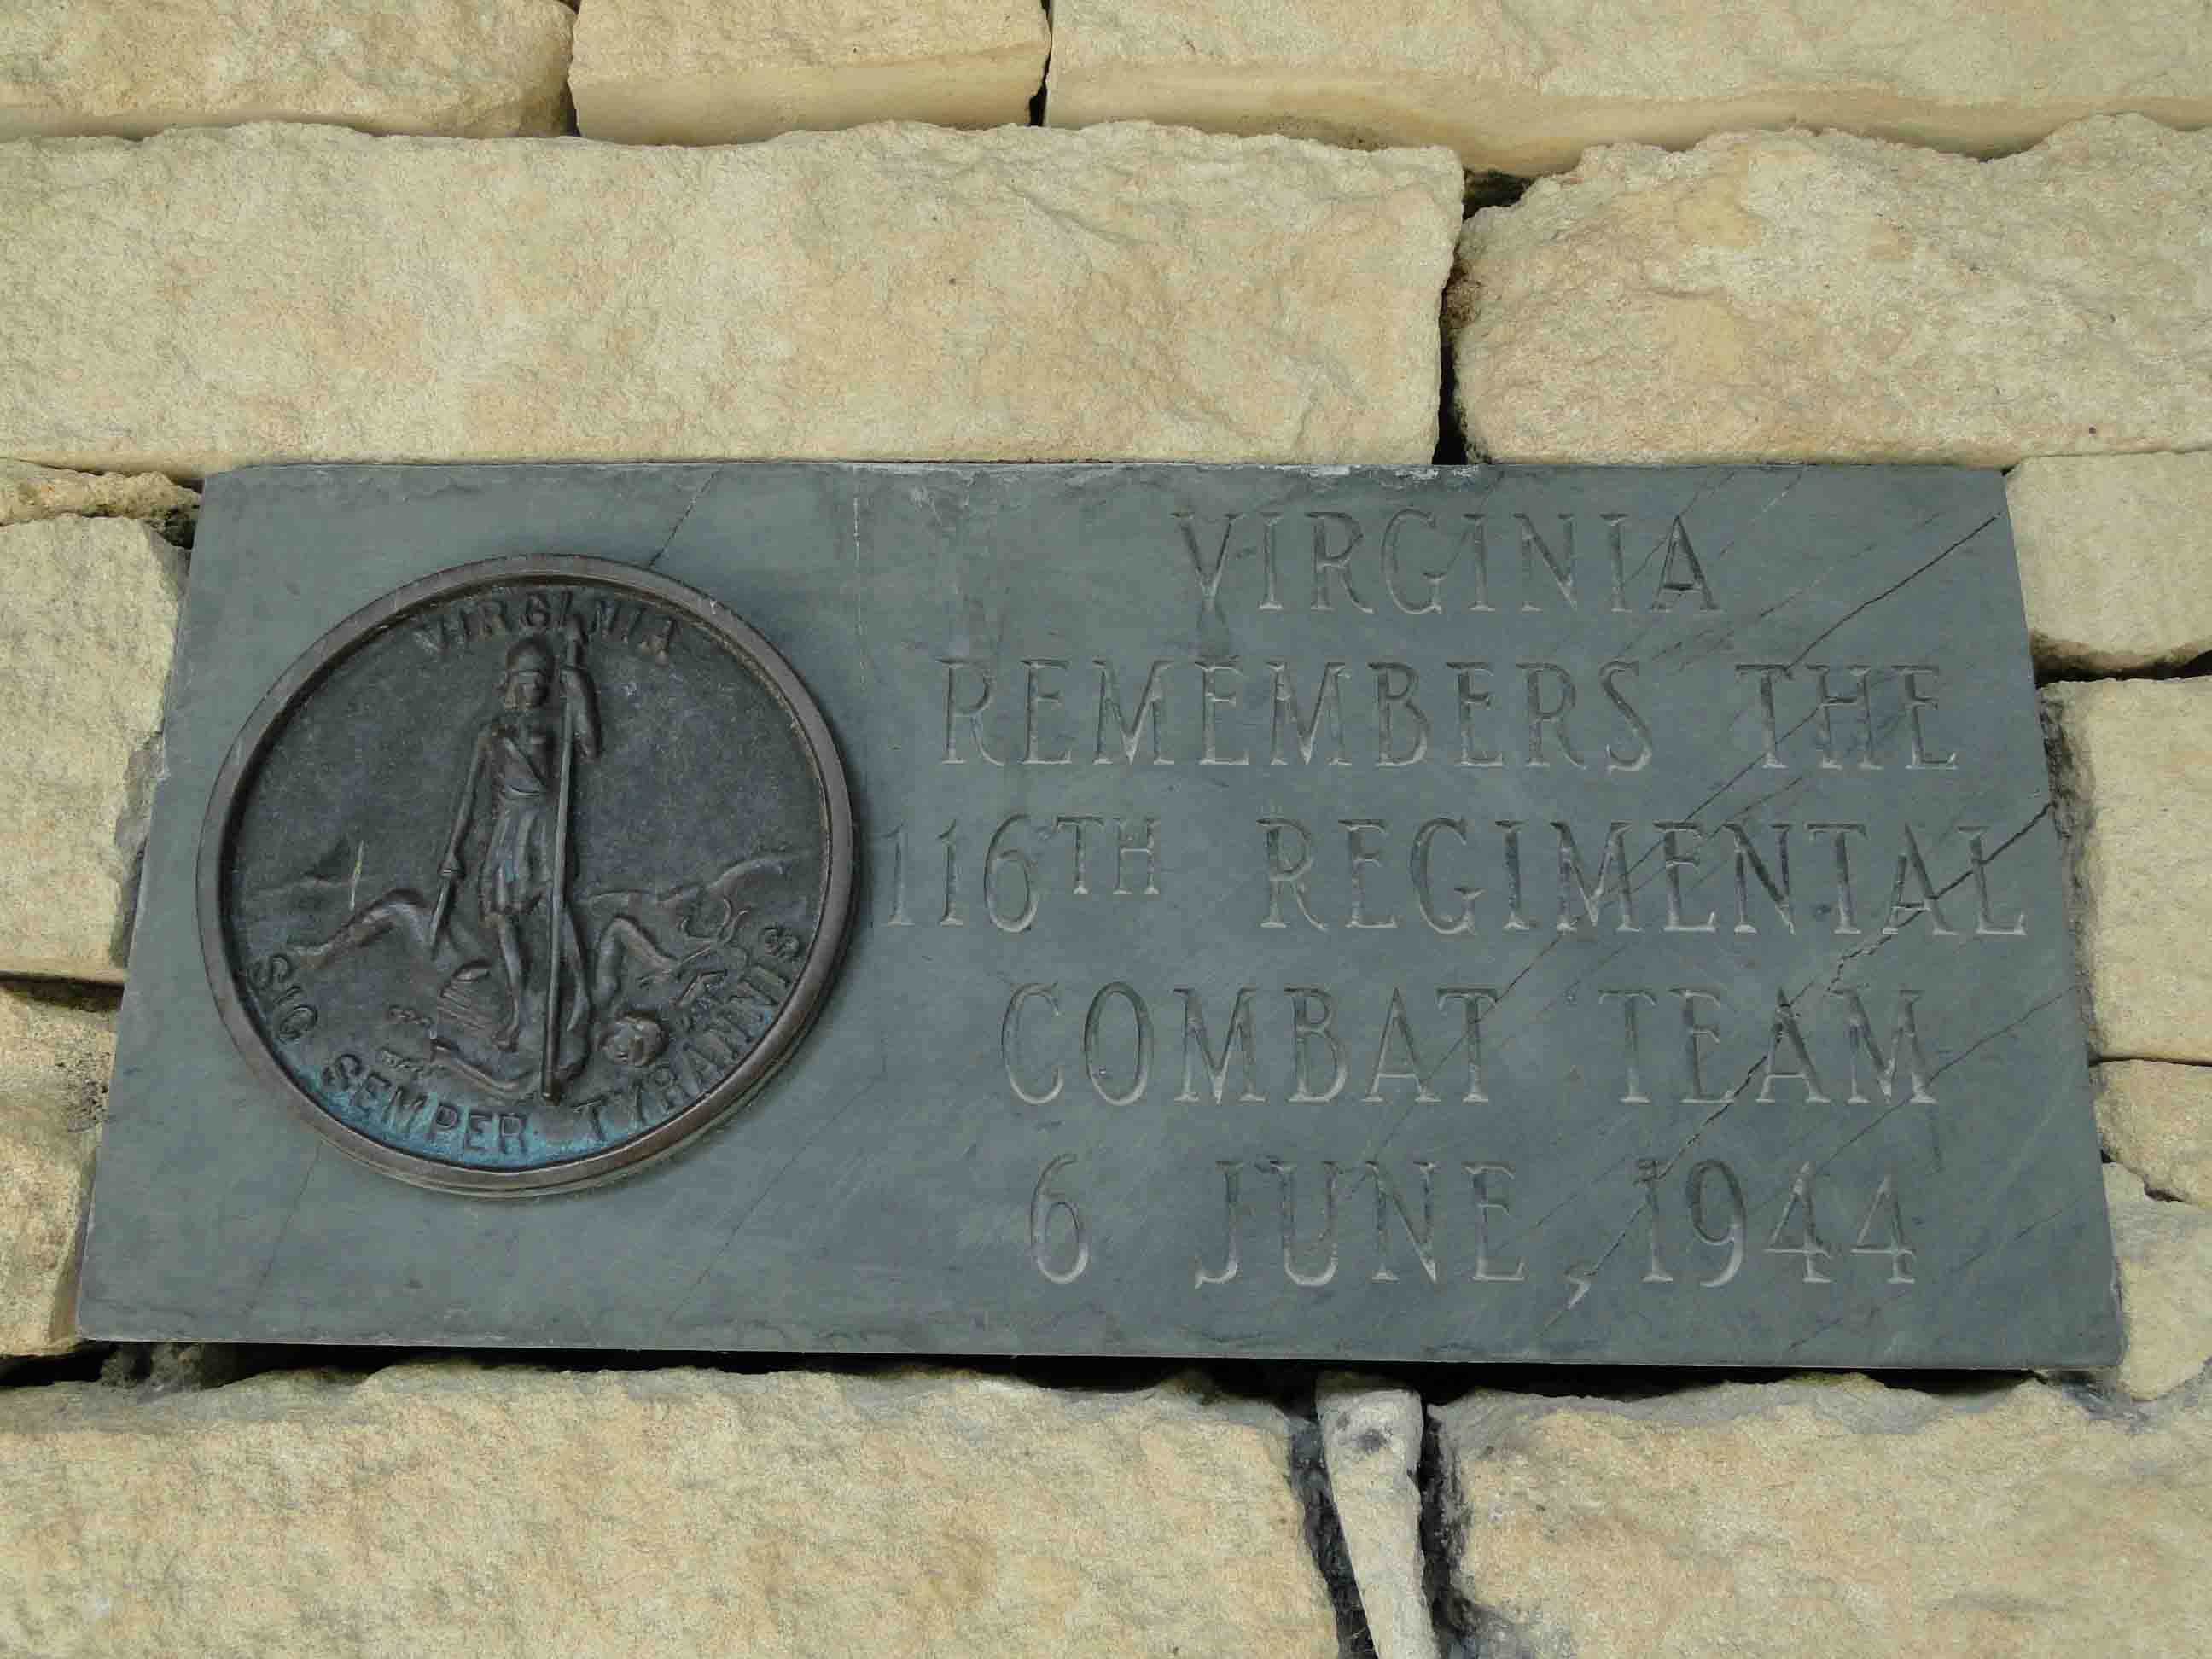 VIRGINIA
SIC SEMPER TYRANNIS
VIRGINIA
REMEMBERS THE
116TH REGIMENTAL
COMBAT TEAM
6 JUNE, 1944